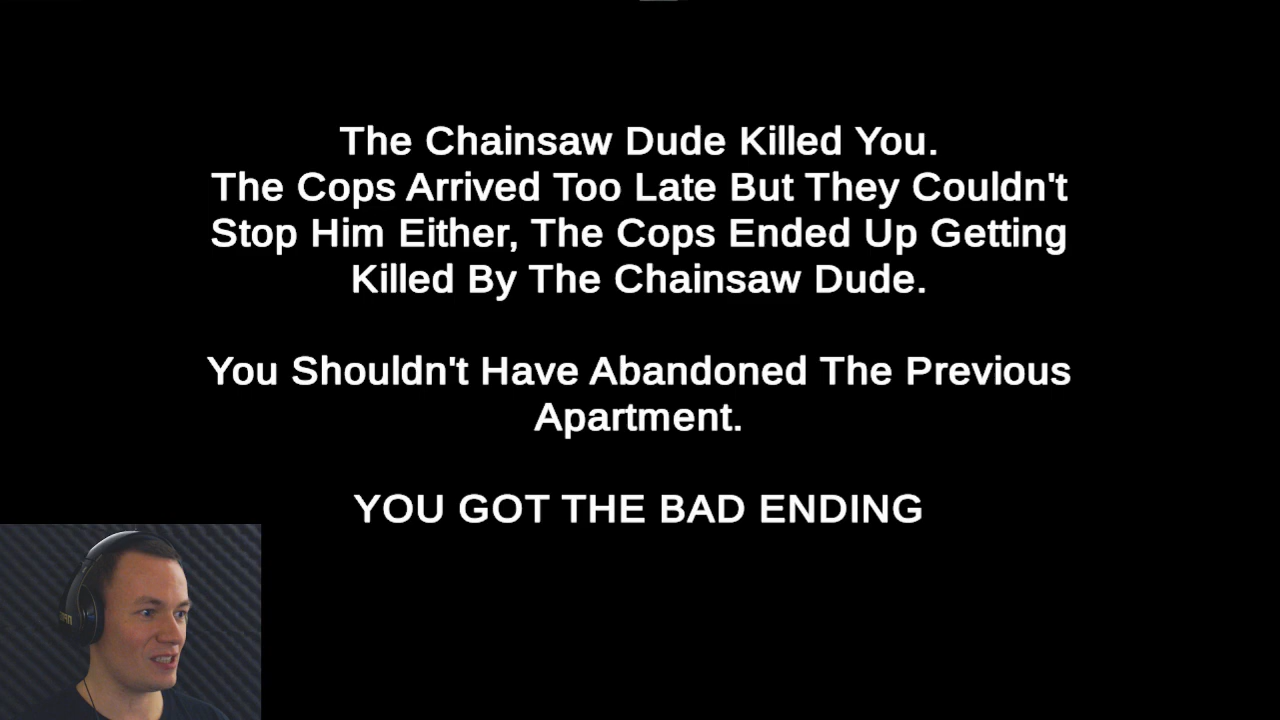 The Chainsaw Dude Killed You.
The Cops Arrived Too Late But They Couldn't
Stop Him Either, The Cops Ended Up Getting
Killed By The Chainsaw Dude.
You Shouldn't Have Abandoned The Previous
Apartment.
YOU GOT THE BAD ENDING